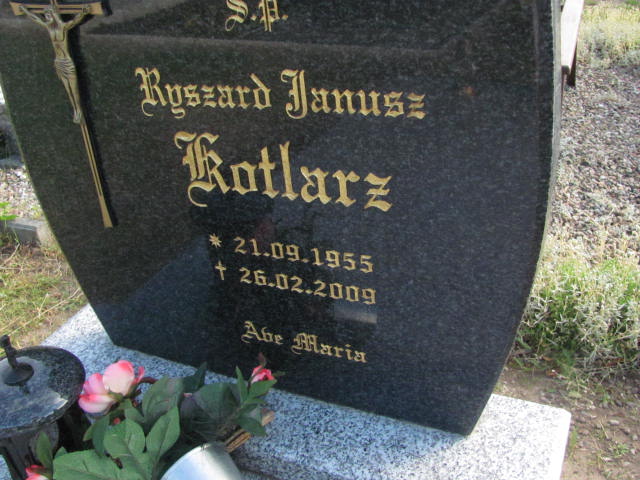 Ś.P.
Ryszard Janusz
Kotlarz
* 21.09.1955
✝ 26.02.2009
Ave Maria